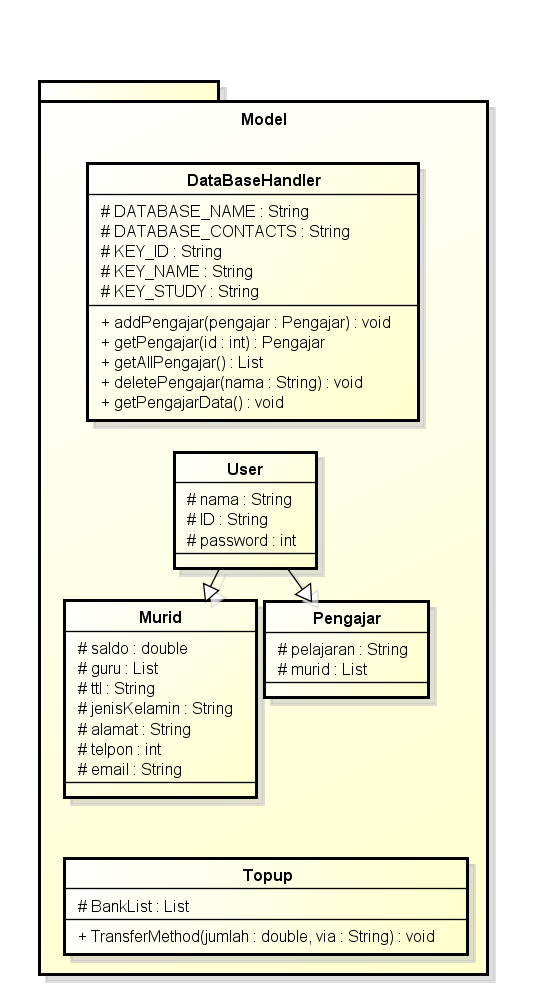 Model
DataBaseHandler
# DATABASE_NAME : String
# DATABASE_CONTACTS : String
# KEY_ID : String
# KEY_NAME : String
# KEY_STUDY : String
+ addPengajar(pengajar : Pengajar) : void
+ getPengajar(id : int) : Pengajar
+ getAllPengajar() : List
+ deletePengajar(nama : String) : void
+ getPengajarData() : void
User
# nama : String
# ID : String
# password : int
Murid
# saldo : double
# guru : List
# ttl : String
# jenisKelamin : String
# alamat : String
# telpon : int
# email : String
Pengajar
# pelajaran : String
# murid : List
Topup
# BankList : List
+ TransferMethod(jumlah : double, via : String) : void